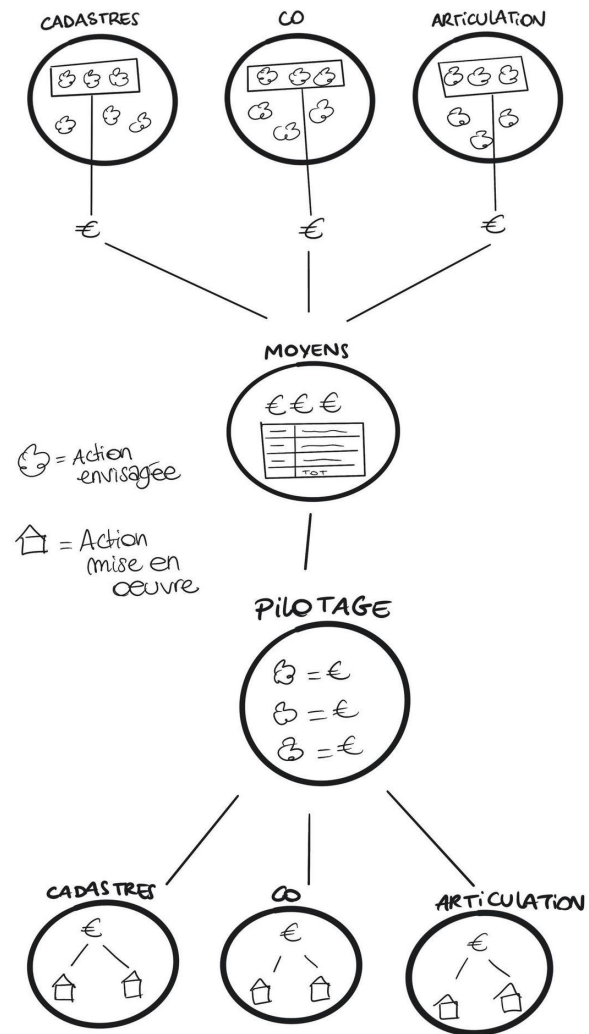 CADASTRES
CO
ARTICULATION
€
€
€
MOYENS
€ € €
TOT
= Action
envisagée
= Action
mise en
oeuvre
PILOTAGE
= €
= €
= €
CADASTRES
CO
ARTICULATION
€
€
€